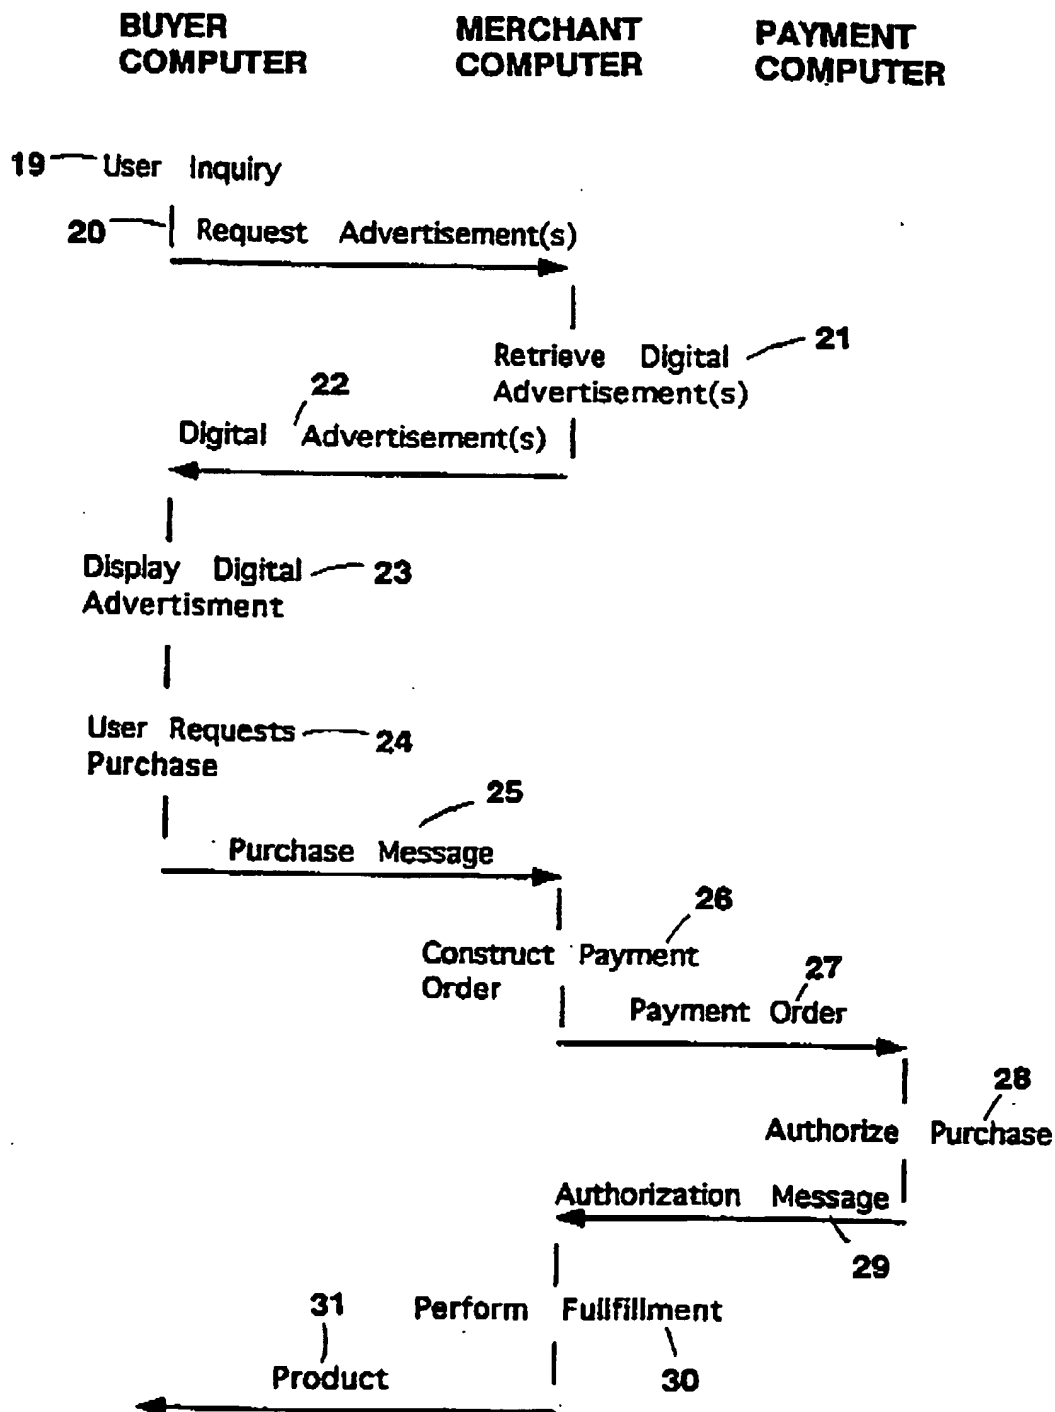 BUYER
COMPUTER
MERCHANT
COMPUTER
PAYMENT
COMPUTER
19
User Inquiry
20
Request Advertisement(s)
21
Retrieve Digital
Advertisement(s)
22
Digital Advertisement(s)
Display Digital
Advertisment
23
User Requests
Purchase
24
25
Purchase Message
26
Construct Payment
Order
27
Payment Order
28
Authorize Purchase
Authorization Message
29
Perform Fullfillment
30
31
Product